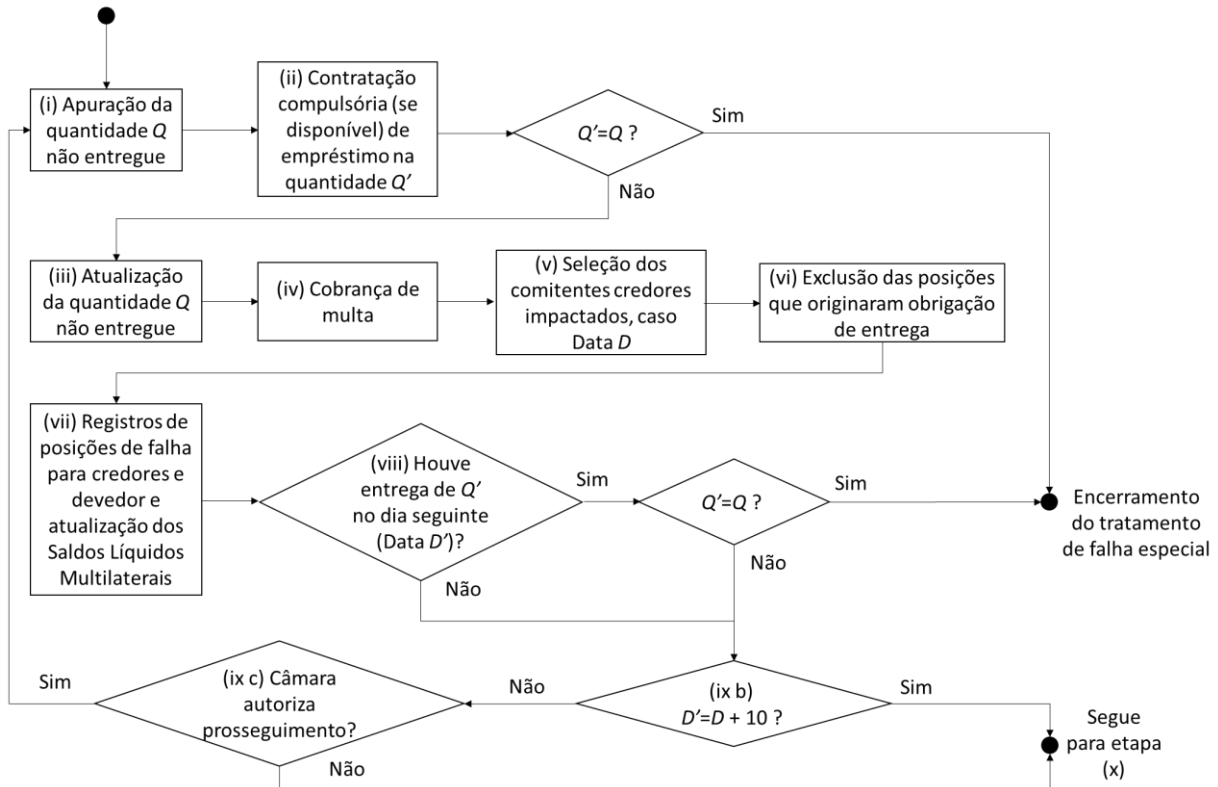 (i) Apuração da
quantidade Q
não entregue
(ii) Contratação
compulsória (se
disponível) de
empréstimo na
quantidade Q'
Q'=Q ?
Sim
Não
(iii) Atualização
da quantidade Q
não entregue
(iv) Cobrança de
multa
(v) Seleção dos
comitentes credores
impactados, caso
Data D
(vi) Exclusão das posições
que originaram obrigação
de entrega
(vii) Registros de
posições de falha
para credores e
devedor e
atualização dos
Saldos Líquidos
Multilaterais
(viii) Houve
entrega de Q'
no dia seguinte
(Data D')?
Sim
Não
Q'=Q ?
Sim
Não
Encerramento
do tratamento
de falha especial
(ix b)
D'=D + 10 ?
Não
Sim
(ix c) Câmara
autoriza
prosseguimento?
Sim
Não
Segue
para etapa
(x)